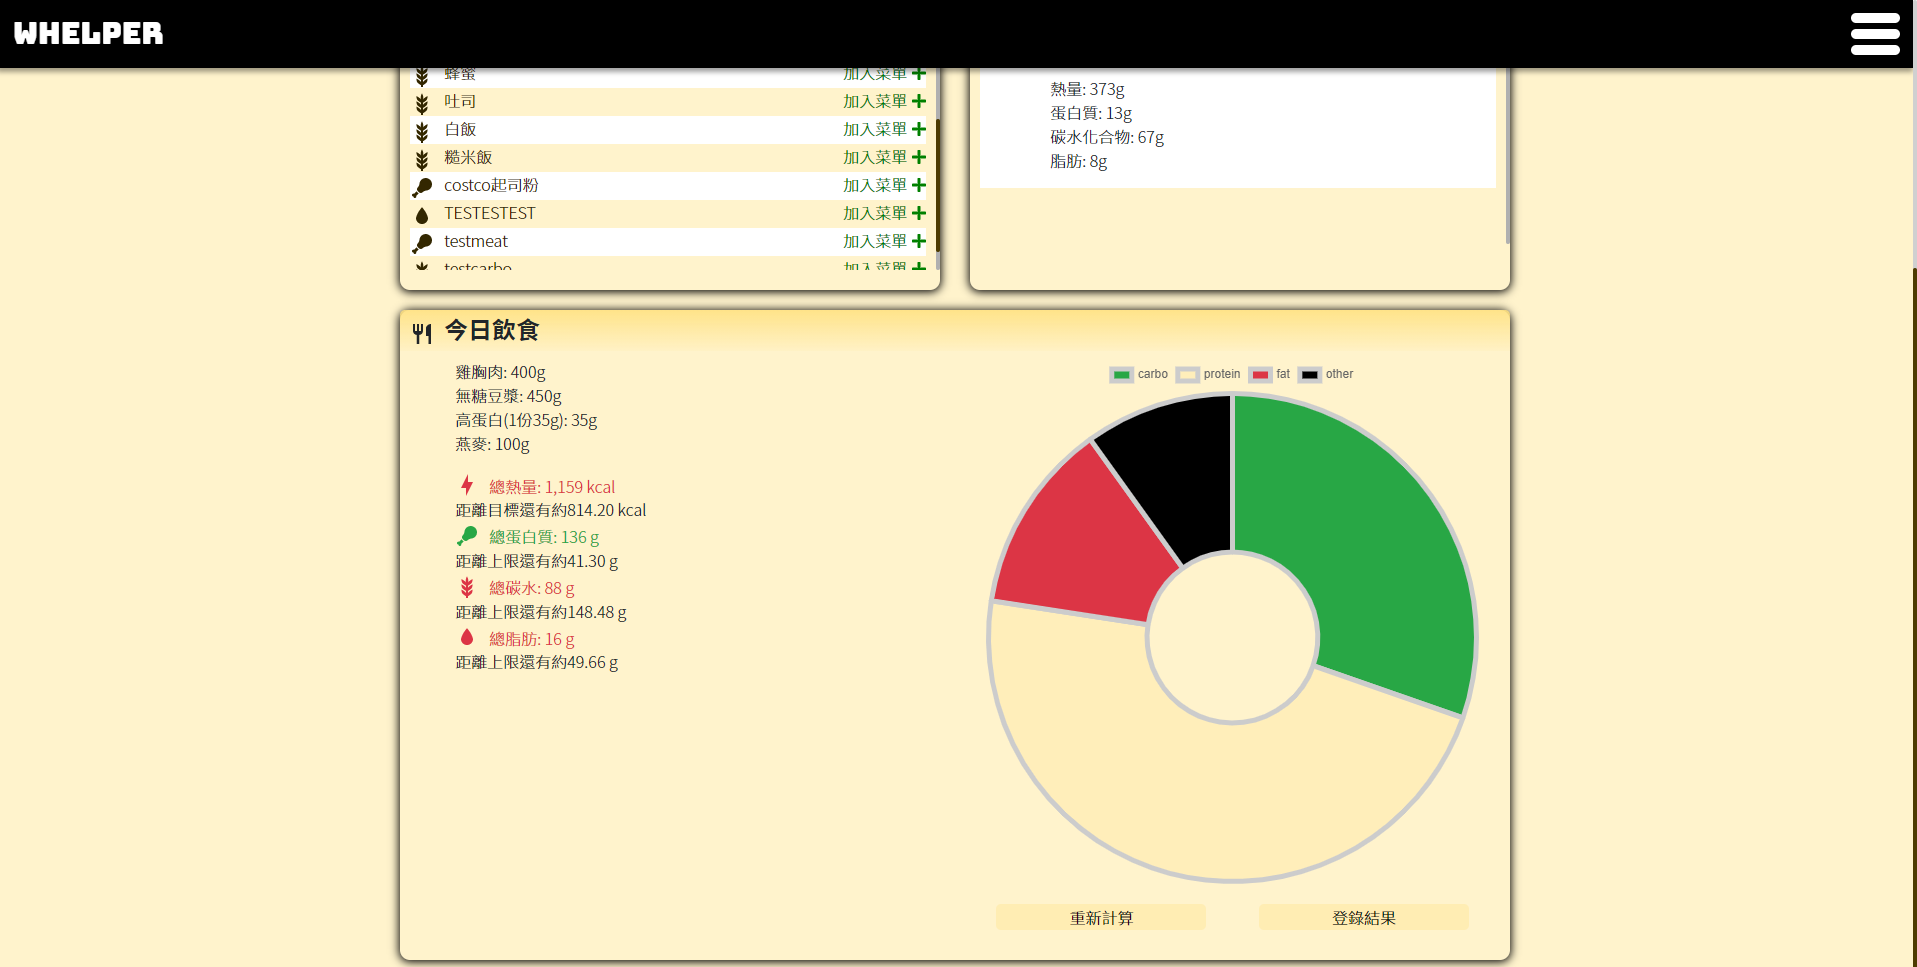 WHELPER
蜂蜜 加入菜單
吐司 加入菜單
白飯 加入菜單
糙米飯 加入菜單
costco起司粉 加入菜單
TESTESTEST 加入菜單
testmeat 加入菜單
testcarbo 加入菜單
熱量: 373g
蛋白質: 13g
碳水化合物: 67g
脂肪: 8g
今日飲食
雞胸肉: 400g
無糖豆漿: 450g
高蛋白(1份35g): 35g
燕麥: 100g
總熱量: 1,159 kcal
距離目標還有約814.20 kcal
總蛋白質: 136 g
距離上限還有約41.30 g
總碳水: 88 g
距離上限還有約148.48 g
總脂肪: 16 g
距離上限還有約49.66 g
carbo protein fat other
重新計算 登錄結果